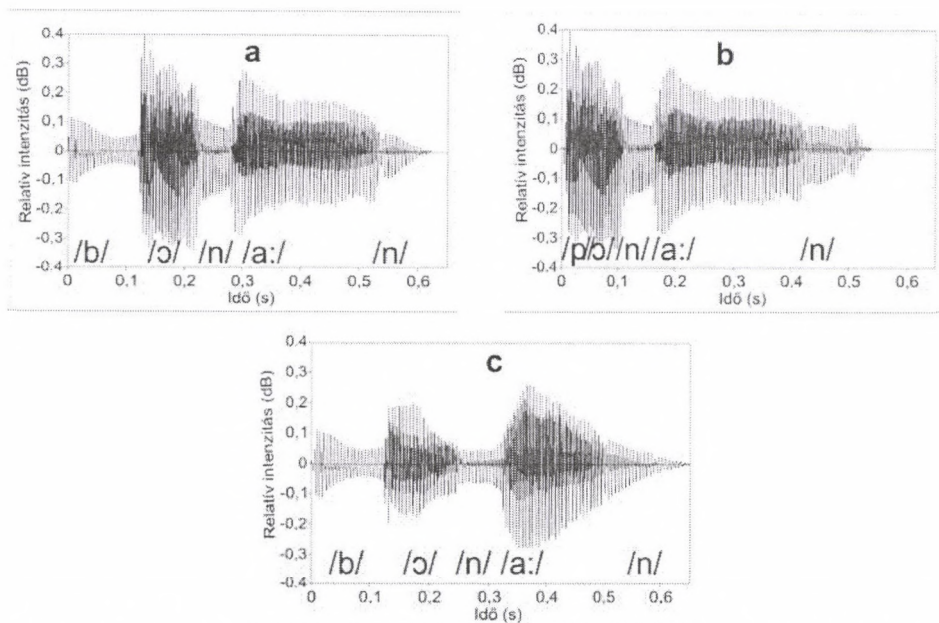 a
Relatív intenzitás (dB)
0.4
0.3
0.2
0.1
0
-0.1
-0.2
-0.3
-0.4
/b/ /ɔ/ /n/ /a:/ /n/
0 0,1 0,2 0,3 0,4 0,5 0,6
Idő (s)
b
Relatív intenzitás (dB)
0.4
0.3
0.2
0.1
0
-0.1
-0.2
-0.3
-0.4
/p/ɔ/ /n/ /a:/ /n/
0 0,1 0,2 0,3 0,4 0,5 0,6
Idő (s)
c
Relatív intenzitás (dB)
0.4
0.3
0,2
0,1
0
-0,1
-0.2
-0.3
-0.4
/b/ /ɔ/ /n/ /a:/ /n/
0 0,1 0,2 0,3 0,4 0,5 0,6
Idő (s)